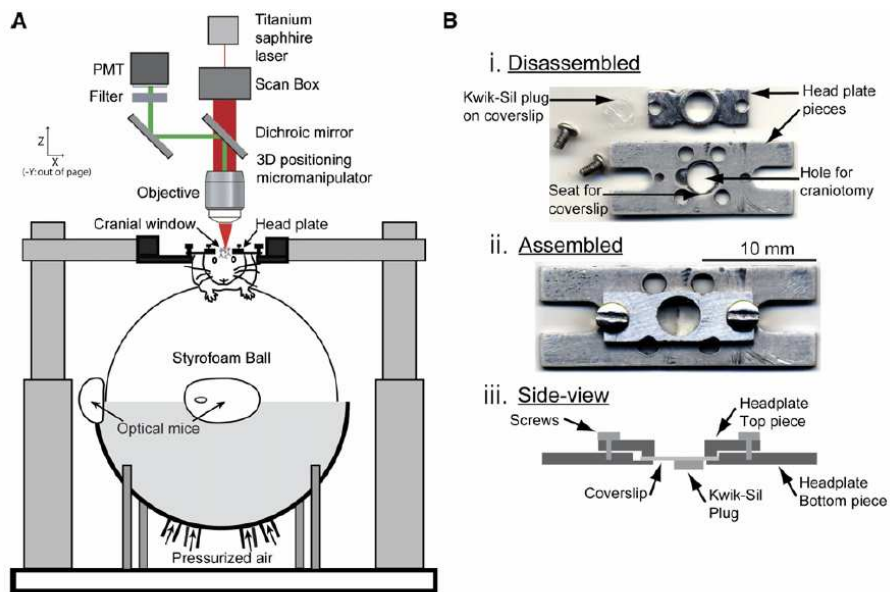 A
Titanium
saphhire
laser
PMT
Scan Box
Filter
Dichroic mirror
Z
X
(-Y: out of page)
3D positioning
micromanipulator
Objective
Cranial window
Head plate
Styrofoam Ball
Optical mice
Pressurized air
B
i. Disassembled
Kwik-Sil plug
on coverslip
Head plate
pieces
Seat for
coverslip
Hole for
craniotomy
ii. Assembled
10 mm
iii. Side-view
Screws
Headplate
Top piece
Coverslip
Kwik-Sil
Plug
Headplate
Bottom piece